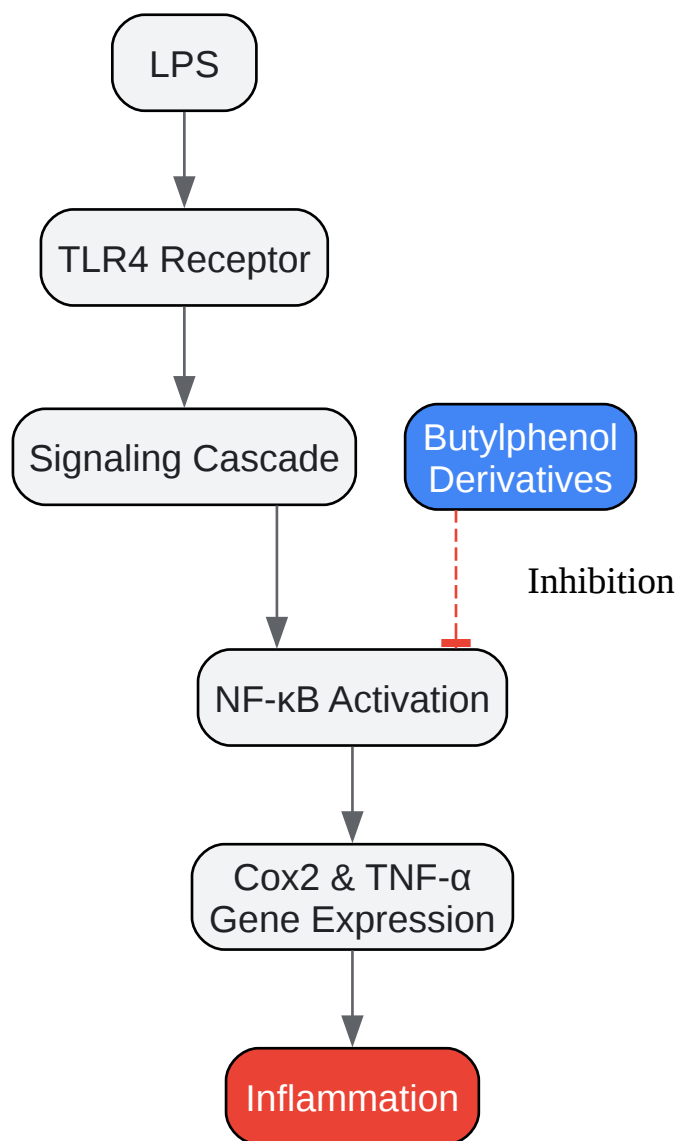 LPS
TLR4 Receptor
Signaling Cascade
Butylphenol
Derivatives
Inhibition
NF-κB Activation
Cox2 & TNF-α
Gene Expression
Inflammation